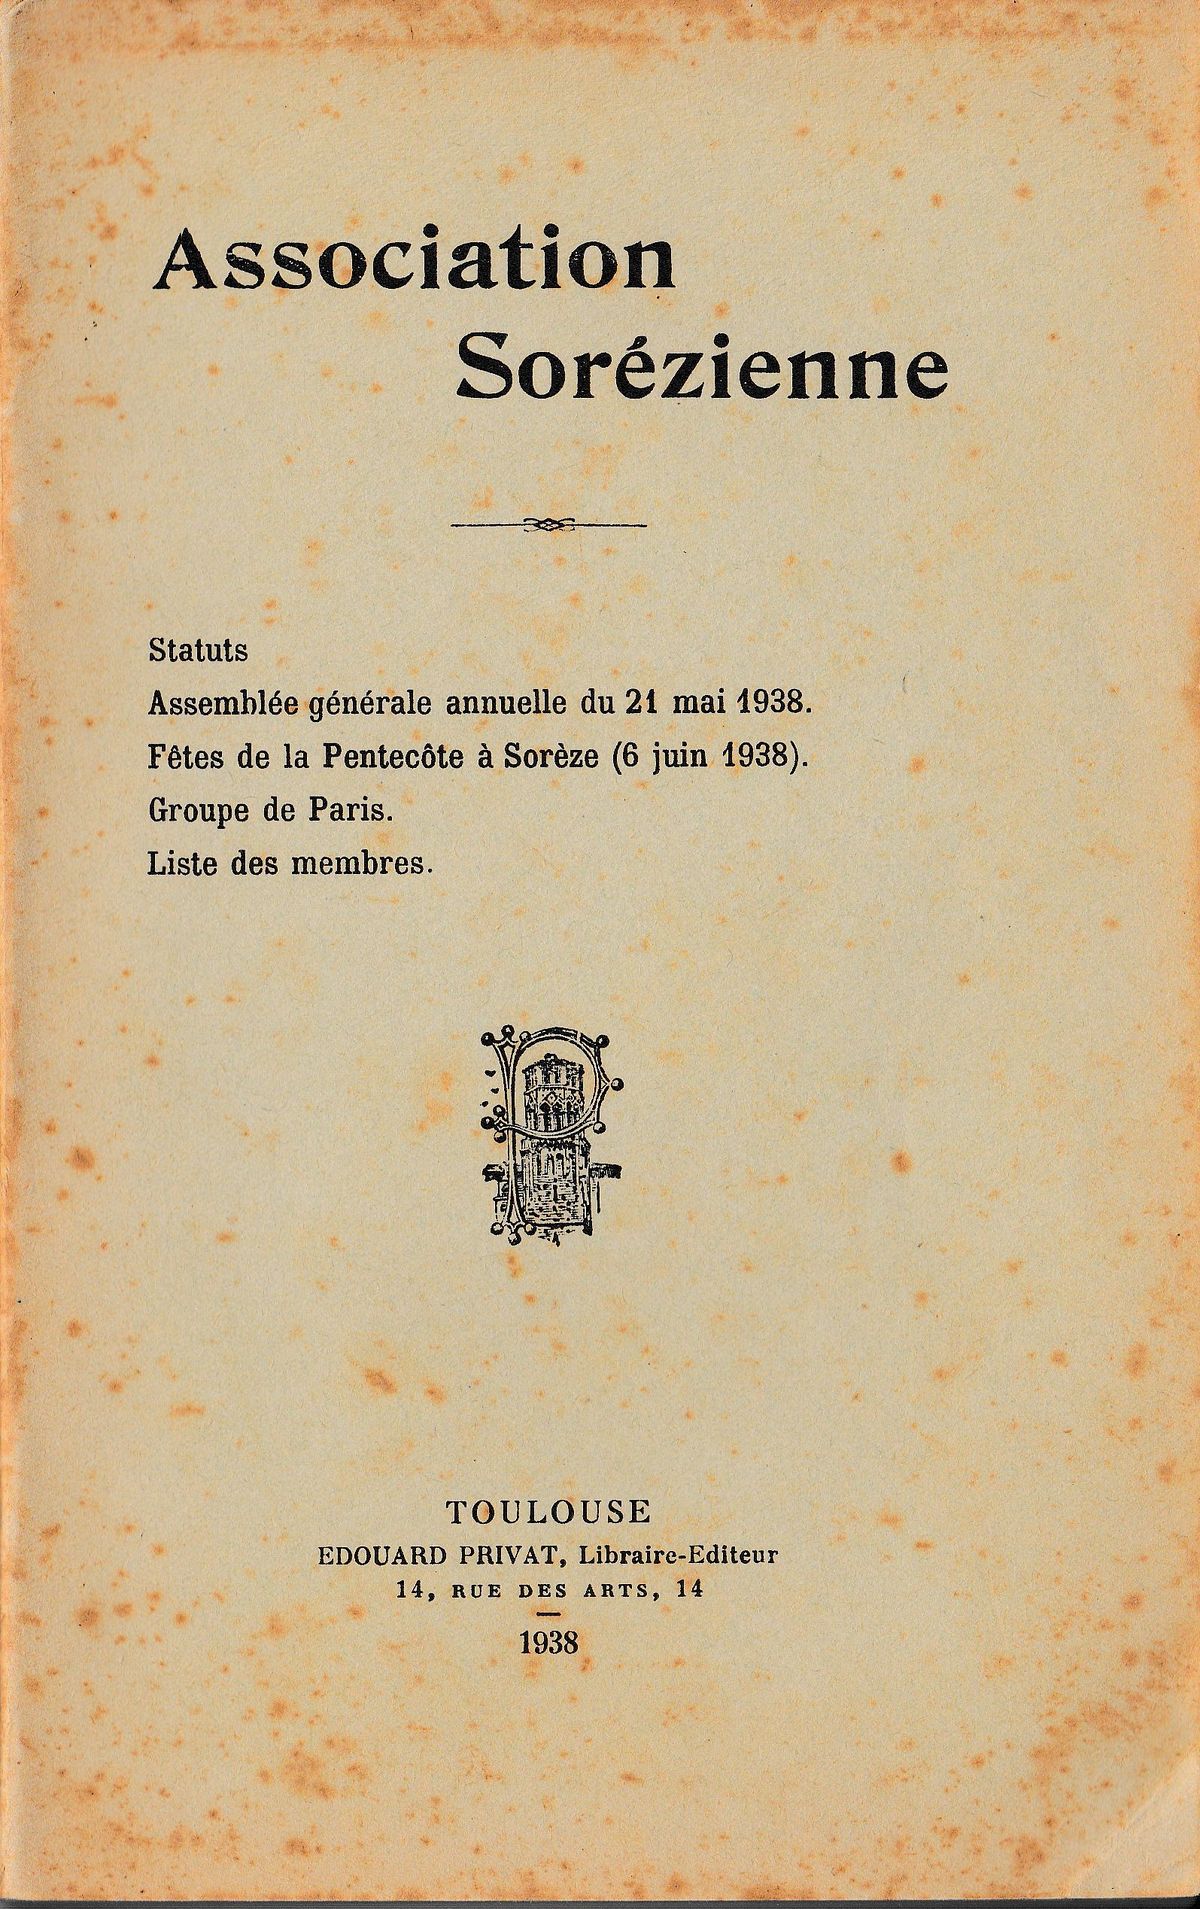 Association
Sorézienne
Statuts
Assemblée générale annuelle du 21 mai 1938.
Fêtes de la Pentecôte à Sorèze (6 juin 1938).
Groupe de Paris.
Liste des membres.
P
TOULOUSE
EDOUARD PRIVAT, Libraire-Editeur
14, RUE DES ARTS, 14
1938